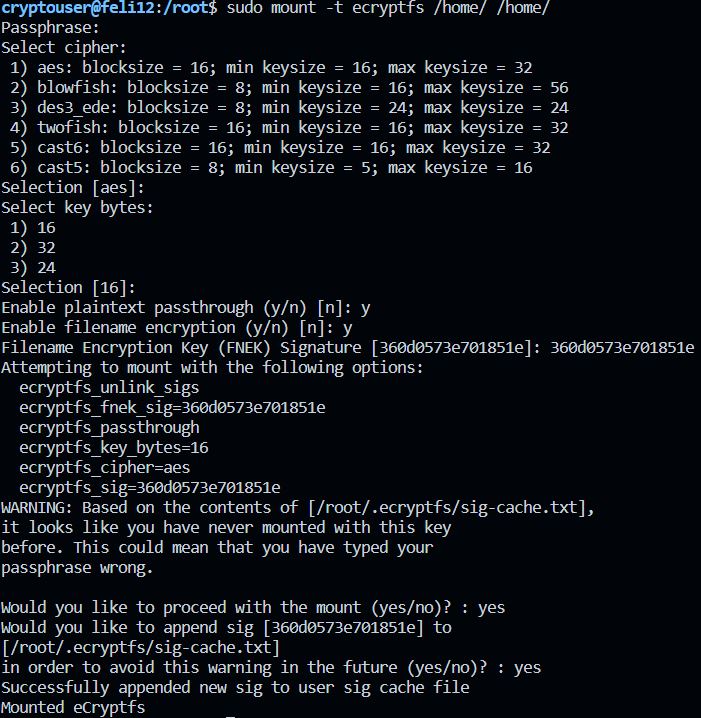 cryptouser@feli12:/root$ sudo mount -t ecryptfs /home/ /home/
Passphrase:
Select cipher:
 1) aes: blocksize = 16; min keysize = 16; max keysize = 32
 2) blowfish: blocksize = 8; min keysize = 16; max keysize = 56
 3) des3_ede: blocksize = 8; min keysize = 24; max keysize = 24
 4) twofish: blocksize = 16; min keysize = 16; max keysize = 32
 5) cast6: blocksize = 16; min keysize = 16; max keysize = 32
 6) cast5: blocksize = 8; min keysize = 5; max keysize = 16
Selection [aes]:
Select key bytes:
 1) 16
 2) 32
 3) 24
Selection [16]:
Enable plaintext passthrough (y/n) [n]: y
Enable filename encryption (y/n) [n]: y
Filename Encryption Key (FNEK) Signature [360d0573e701851e]: 360d0573e701851e
Attempting to mount with the following options:
  ecryptfs_unlink_sigs
  ecryptfs_fnek_sig=360d0573e701851e
  ecryptfs_passthrough
  ecryptfs_key_bytes=16
  ecryptfs_cipher=aes
  ecryptfs_sig=360d0573e701851e
WARNING: Based on the contents of [/root/.ecryptfs/sig-cache.txt],
it looks like you have never mounted with this key
before. This could mean that you have typed your
passphrase wrong.

Would you like to proceed with the mount (yes/no)? : yes
Would you like to append sig [360d0573e701851e] to
[/root/.ecryptfs/sig-cache.txt]
in order to avoid this warning in the future (yes/no)? : yes
Successfully appended new sig to user sig cache file
Mounted eCryptfs